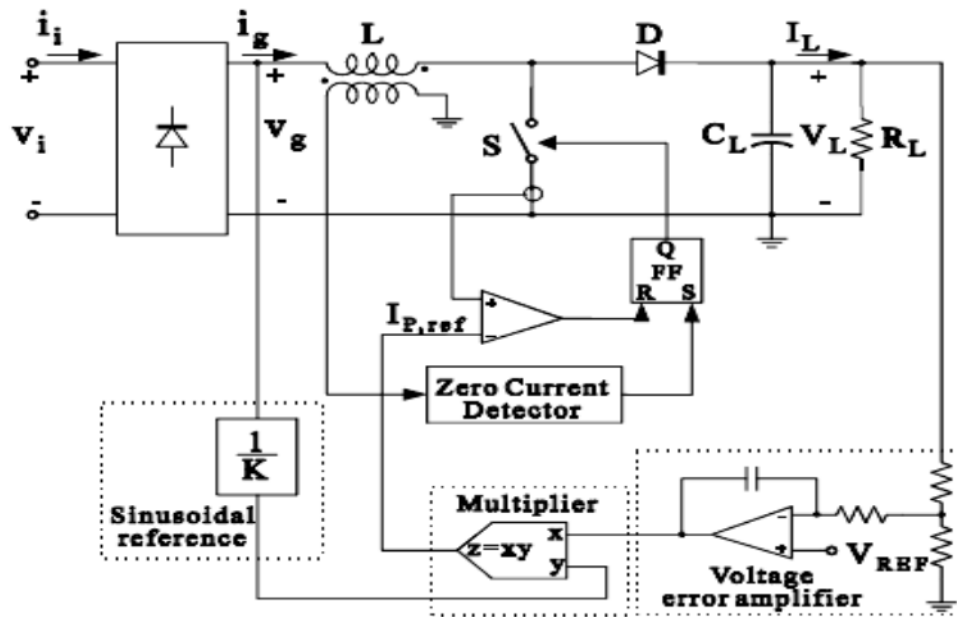 i_i
i_g
L
D
I_L
+
+
+
v_i
v_g
S
C_L
V_L
R_L
-
-
-
Q
FF
R S
I_P,ref
+
-
Zero Current
Detector
1
K
Sinusoidal
reference
Multiplier
z=xy
x
y
-
+
V_REF
Voltage
error amplifier